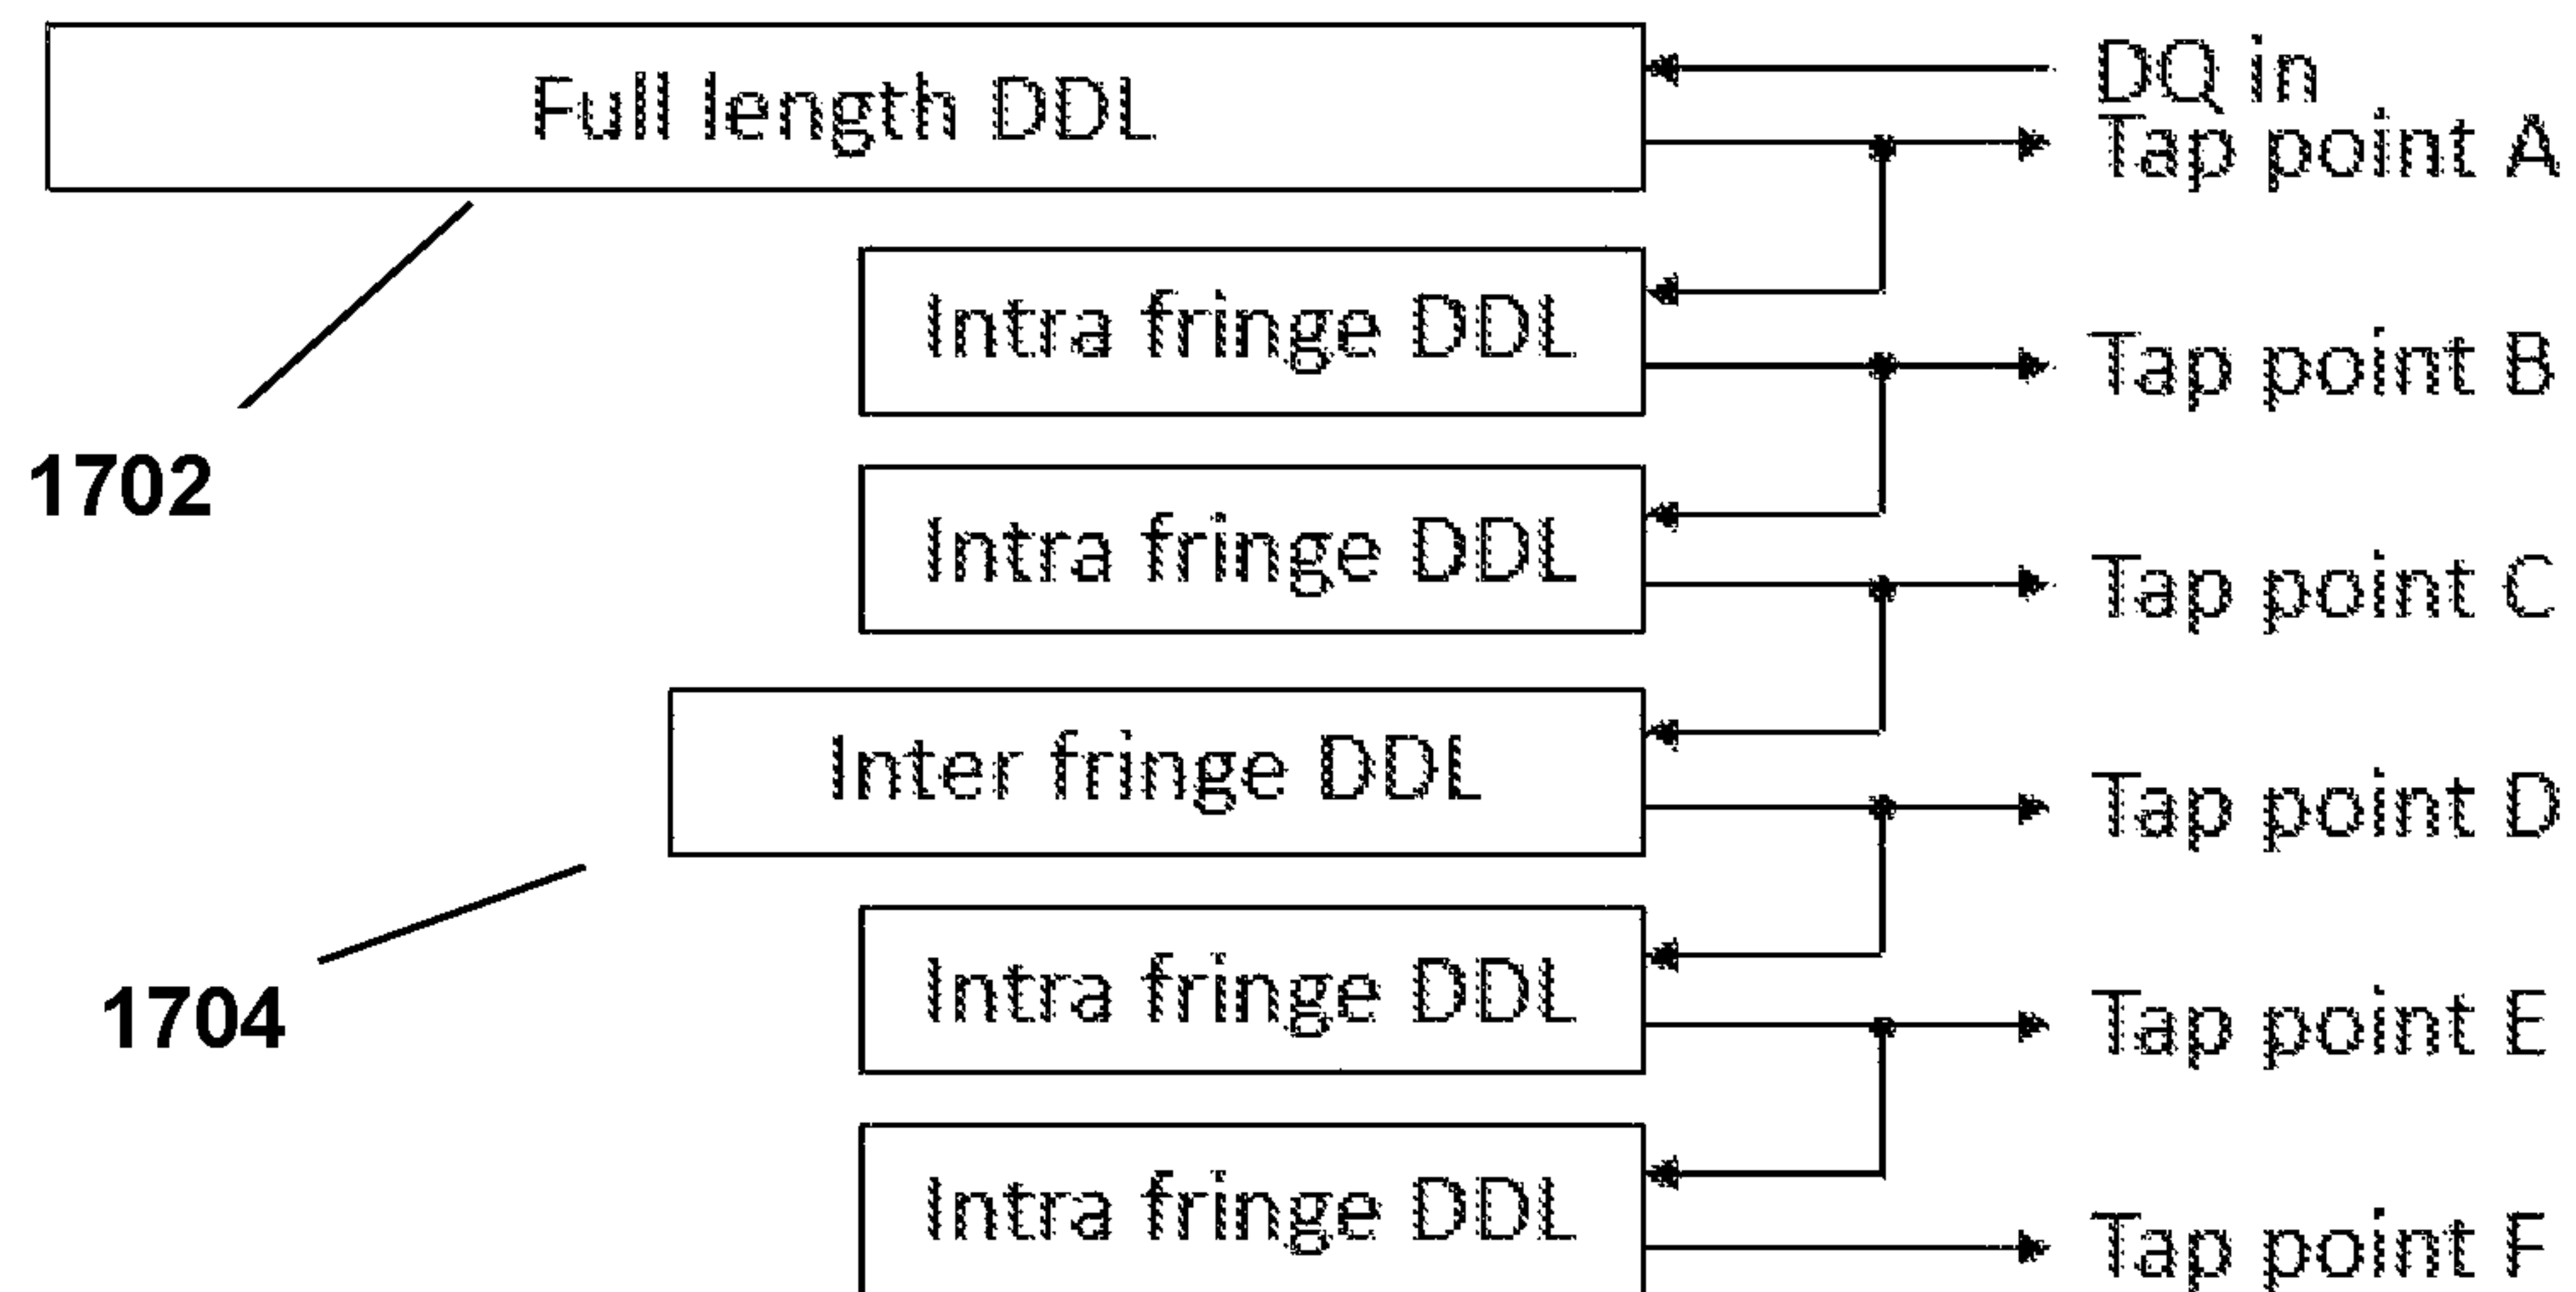 DQ in
Full length DDL
Tap point A
Intra fringe DDL
Tap point B
1702
Intra fringe DDL
Tap point C
Inter fringe DDL
Tap point D
1704
Intra fringe DDL
Tap point E
Intra fringe DDL
Tap point F